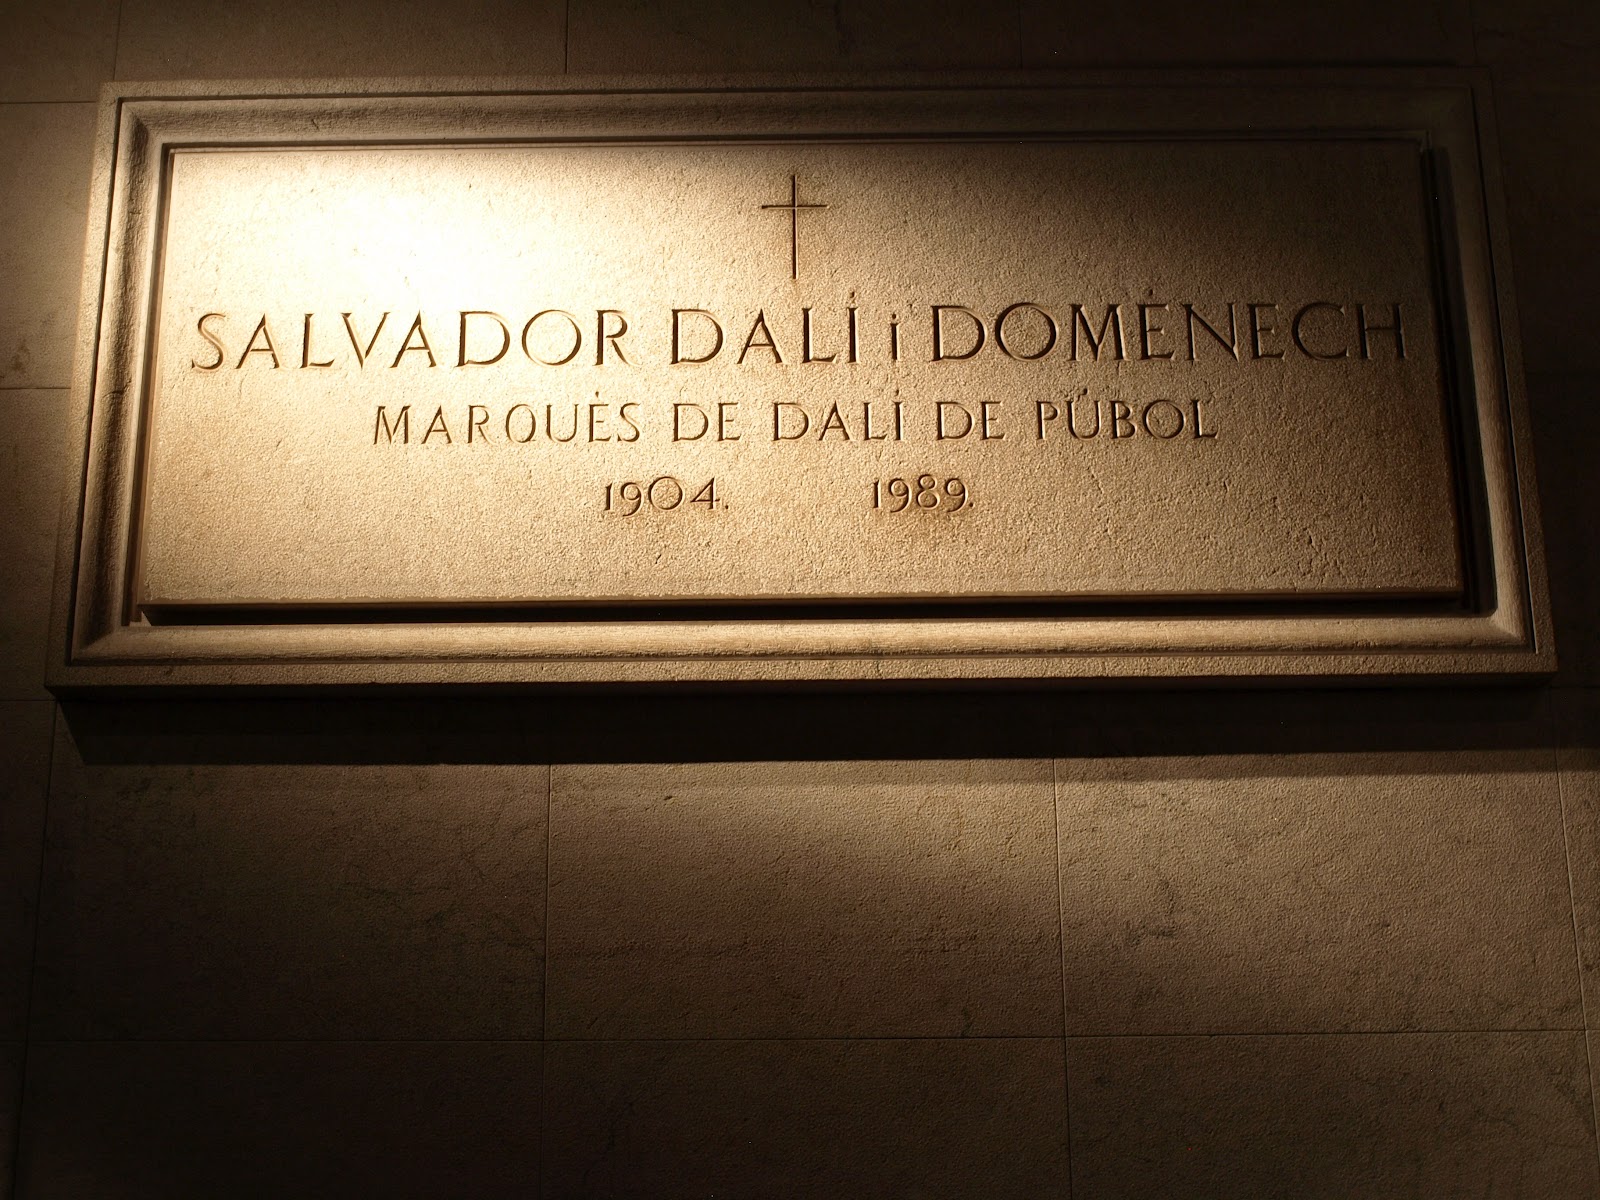 SALVADOR DALÍ i DOMÈNECH
MARQUÈS DE DALÍ DE PÚBOL
1904. 1989.